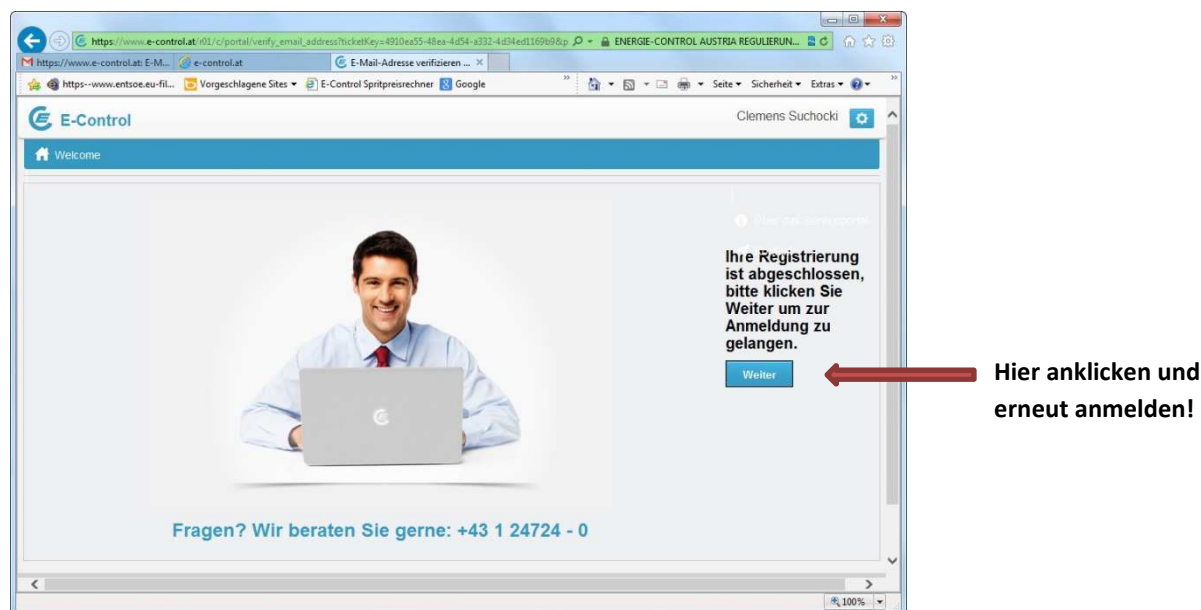 https://www.e-control.at/r01/c/portal/verify_email_address?ticketKey=4910ea55-48ea-4d54-a332-4d34ed1169b9&p
ENERGIE-CONTROL AUSTRIA REGULIERUN...
https://www.e-control.at: E-M...
e-control.at
E-Mail-Adresse verifizieren ...
https--www.entsoe.eu-fil...
Vorgeschlagene Sites
E-Control Spritpreisrechner
Google
Seite
Sicherheit
Extras
E-Control
Clemens Suchocki
Welcome
Ihre Registrierung
ist abgeschlossen,
bitte klicken Sie
Weiter um zur
Anmeldung zu
gelangen.
Weiter
Hier anklicken und
erneut anmelden!
Fragen? Wir beraten Sie gerne: +43 1 24724 - 0
100%